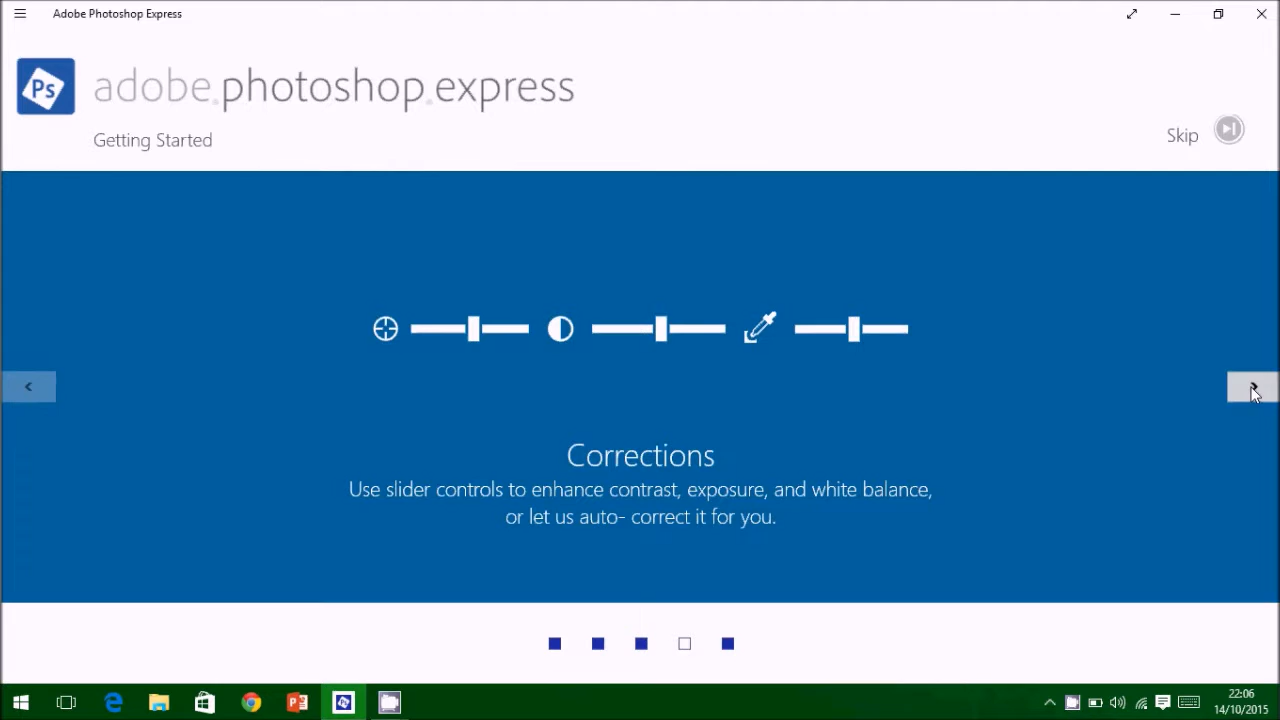 Adobe Photoshop Express
Ps
adobe.photoshop.express
Getting Started
Skip
Corrections
Use slider controls to enhance contrast, exposure, and white balance,
or let us auto- correct it for you.
22:06
14/10/2015